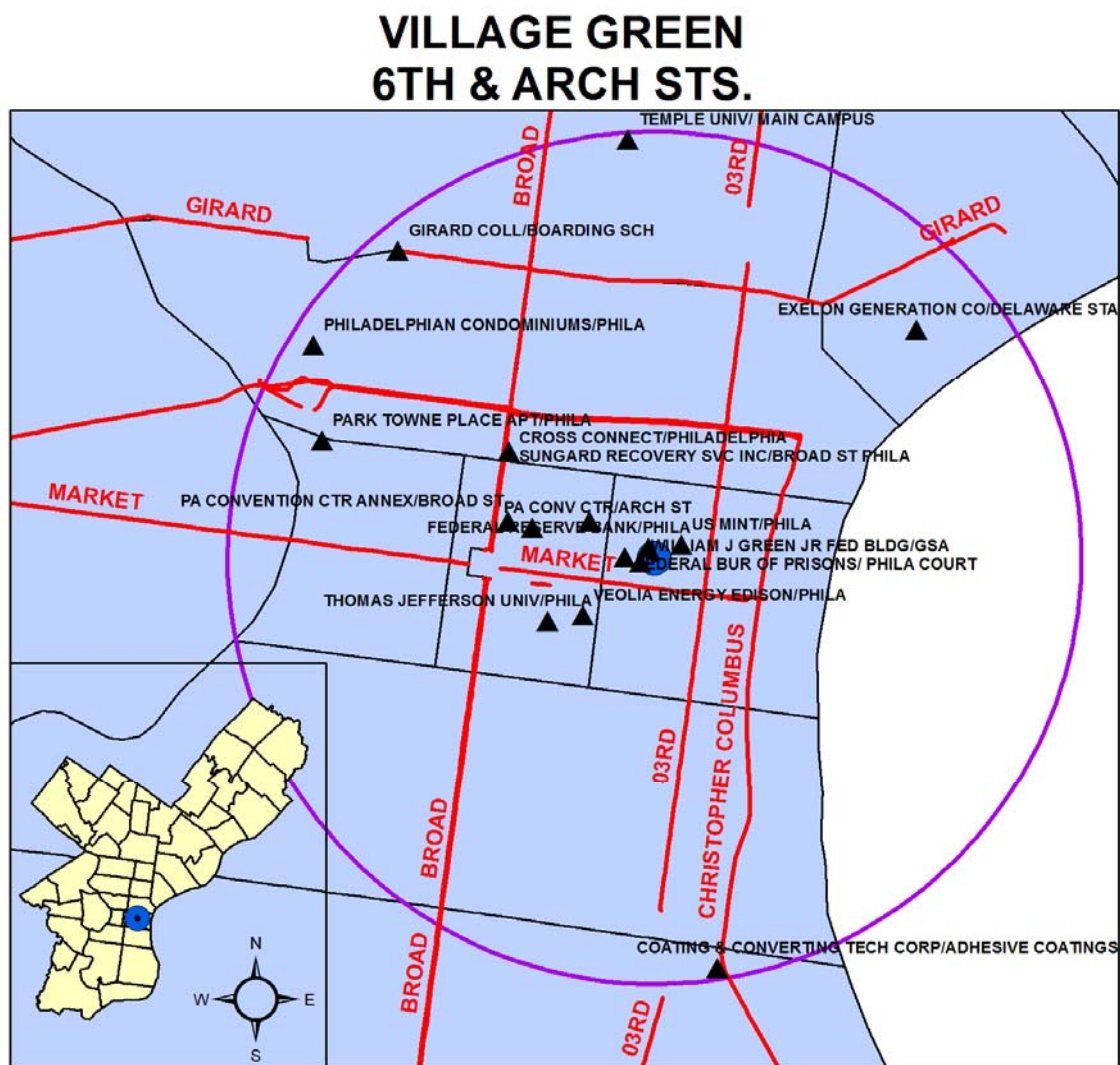 VILLAGE GREEN
6TH & ARCH STS.
TEMPLE UNIV/ MAIN CAMPUS
BROAD
03RD
GIRARD
GIRARD
GIRARD COLL/BOARDING SCH
EXELON GENERATION CO/DELAWARE STA
PHILADELPHIAN CONDOMINIUMS/PHILA
PARK TOWNE PLACE APT/PHILA
CROSS CONNECT/PHILADELPHIA
SUNGARD RECOVERY SVC INC/BROAD ST PHILA
MARKET
PA CONVENTION CTR ANNEX/BROAD ST
PA CONV CTR/ARCH ST
FEDERAL RESERVE BANK/PHILA
US MINT/PHILA
WILLIAM J GREEN JR FED BLDG/GSA
MARKET
FEDERAL BUR OF PRISONS/ PHILA COURT
THOMAS JEFFERSON UNIV/PHILA
VEOLIA ENERGY EDISON/PHILA
CHRISTOPHER COLUMBUS
03RD
BROAD
BROAD
COATING & CONVERTING TECH CORP/ADHESIVE COATINGS
03RD
N
W
E
S